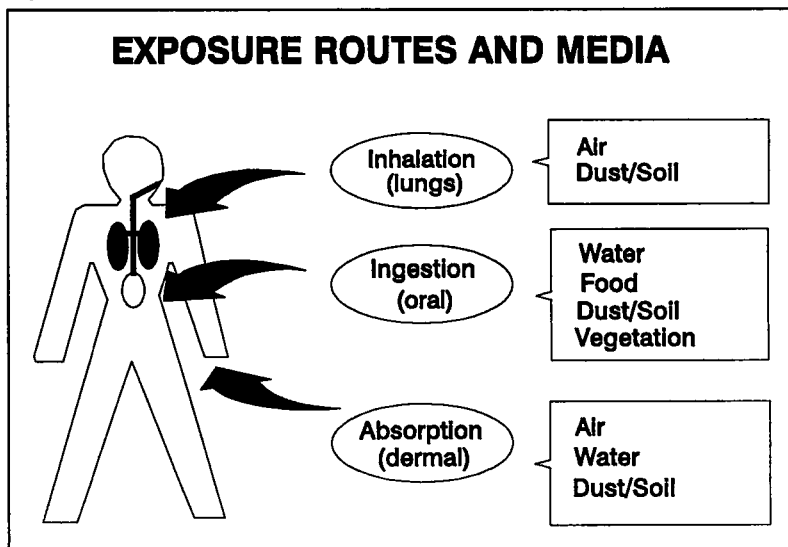 EXPOSURE ROUTES AND MEDIA
Inhalation
(lungs)
Air
Dust/Soil
Ingestion
(oral)
Water
Food
Dust/Soil
Vegetation
Absorption
(dermal)
Air
Water
Dust/Soil